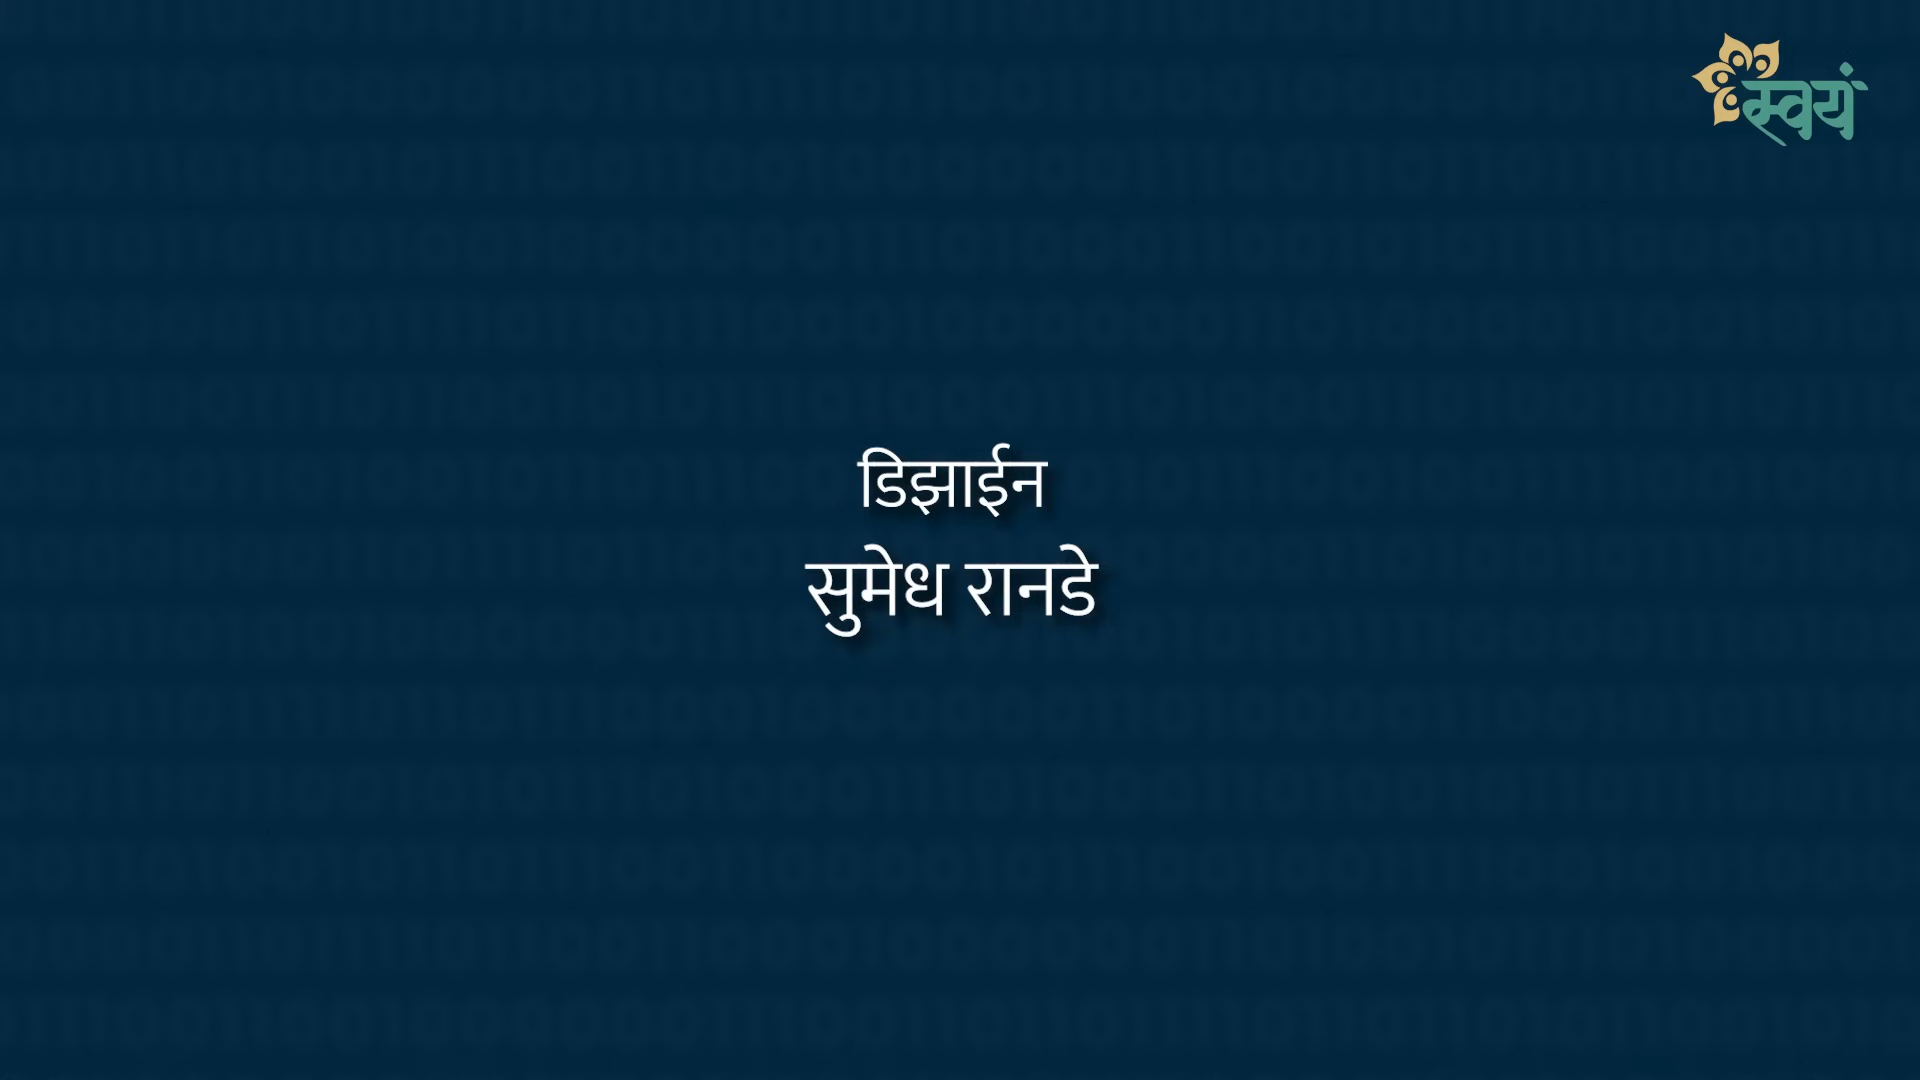 स्वयं
डिझाईन
सुमेध रानडे